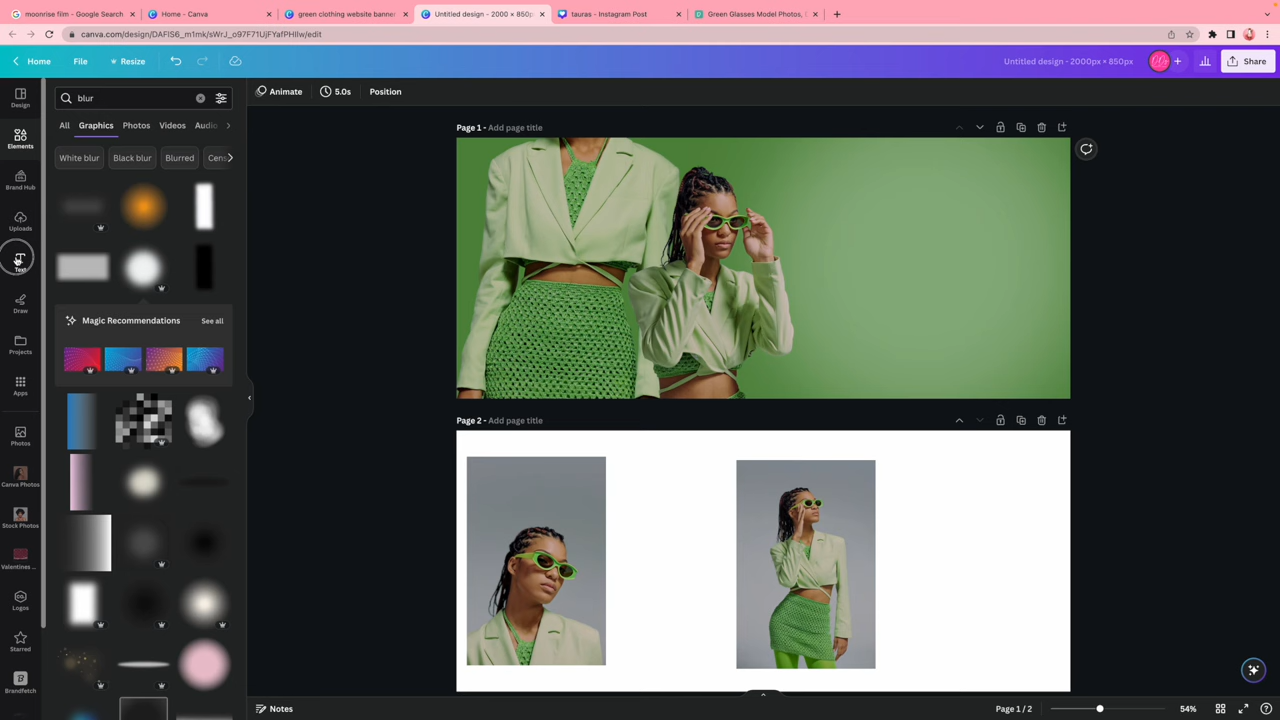 moonrise film - Google Search
Home - Canva
green clothing website banner
Untitled design - 2000 × 850p
tauras - Instagram Post
Green Glasses Model Photos,
canva.com/design/DAFIS6_m1mk/sWrJ_o97F71UjFYafPHIIw/edit
Home
File
Resize
Untitled design - 2000px × 850px
Share
Design
Elements
Brand Hub
Uploads
Text
Draw
Projects
Apps
Photos
Canva Photos
Stock Photos
Valentines ...
Logos
Starred
Brandfetch
blur
All
Graphics
Photos
Videos
Audio
White blur
Black blur
Blurred
Cens
Magic Recommendations
See all
Animate
5.0s
Position
Page 1 - Add page title
Page 2 - Add page title
Notes
Page 1 / 2
54%